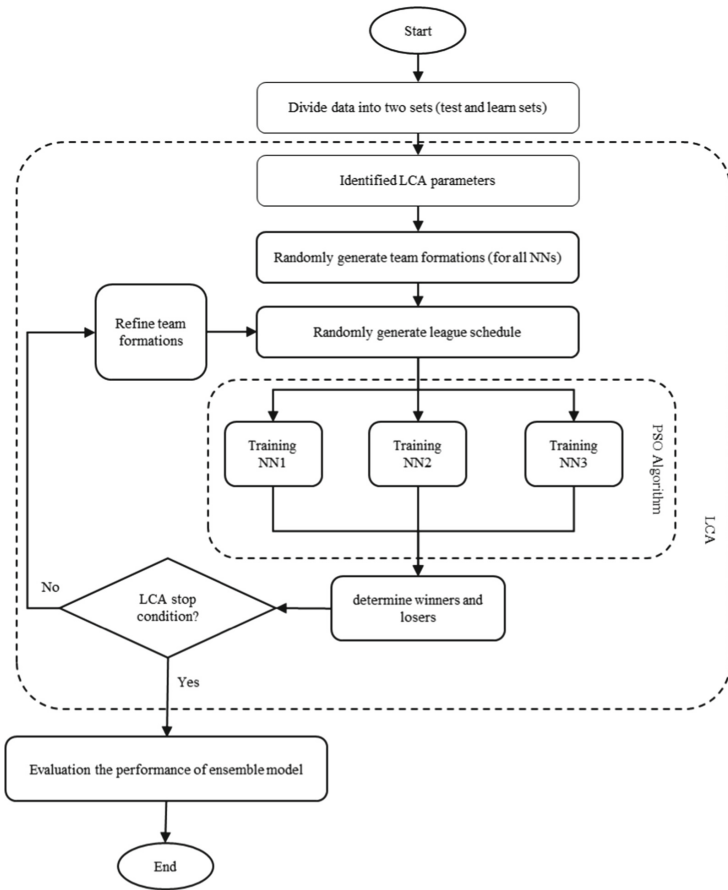 Start
Divide data into two sets (test and learn sets)
Identified LCA parameters
Randomly generate team formations (for all NNs)
Refine team
formations
Randomly generate league schedule
Training
NN1
Training
NN2
Training
NN3
PSO Algorithm
LCA
No
LCA stop
condition?
determine winners and
losers
Yes
Evaluation the performance of ensemble model
End